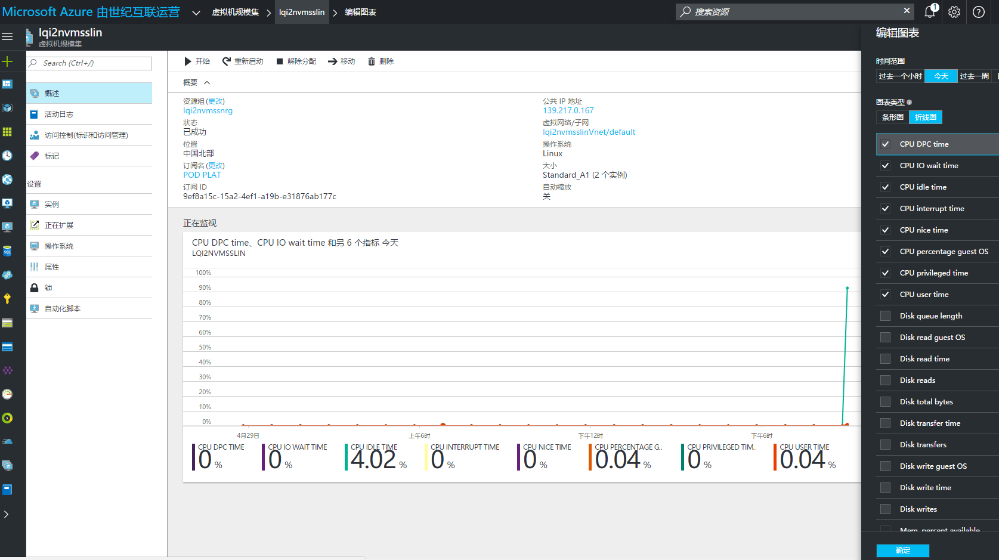 Microsoft Azure 由世纪互联运营
虚拟机规模集
lqi2nvmsslin
编辑图表
搜索资源
1
lqi2nvmsslin
虚拟机规模集
Search (Ctrl+/)
概述
活动日志
访问控制(标识和访问管理)
标记
设置
实例
正在扩展
操作系统
属性
锁
自动化脚本
开始
重新启动
解除分配
移动
删除
概要
资源组 (更改)
lqi2nvmssnrg
状态
已成功
位置
中国北部
订阅名 (更改)
POD PLAT
订阅 ID
9ef8a15c-15a2-4ef1-a19b-e31876ab177c
公共 IP 地址
139.217.0.167
虚拟网络/子网
lqi2nvmsslinVnet/default
操作系统
Linux
大小
Standard_A1 (2 个实例)
自动缩放
关
正在监视
CPU DPC time、CPU IO wait time 和另 6 个指标 今天
LQI2NVMSSLIN
100%
90%
80%
70%
60%
50%
40%
30%
20%
10%
0%
4月29日
上午6时
下午12时
下午6时
CPU DPC TIME
0 %
CPU IO WAIT TIME
0 %
CPU IDLE TIME
4.02 %
CPU INTERRUPT TIME
0 %
CPU NICE TIME
0 %
CPU PERCENTAGE G..
0.04 %
CPU PRIVILEGED TIM.
0 %
CPU USER TIME
0.04 %
编辑图表
时间范围
过去一个小时
今天
过去一周
图表类型
条形图
折线图
CPU DPC time
CPU IO wait time
CPU idle time
CPU interrupt time
CPU nice time
CPU percentage guest OS
CPU privileged time
CPU user time
Disk queue length
Disk read guest OS
Disk read time
Disk reads
Disk total bytes
Disk transfer time
Disk transfers
Disk write guest OS
Disk write time
Disk writes
Mem. percent available
确定